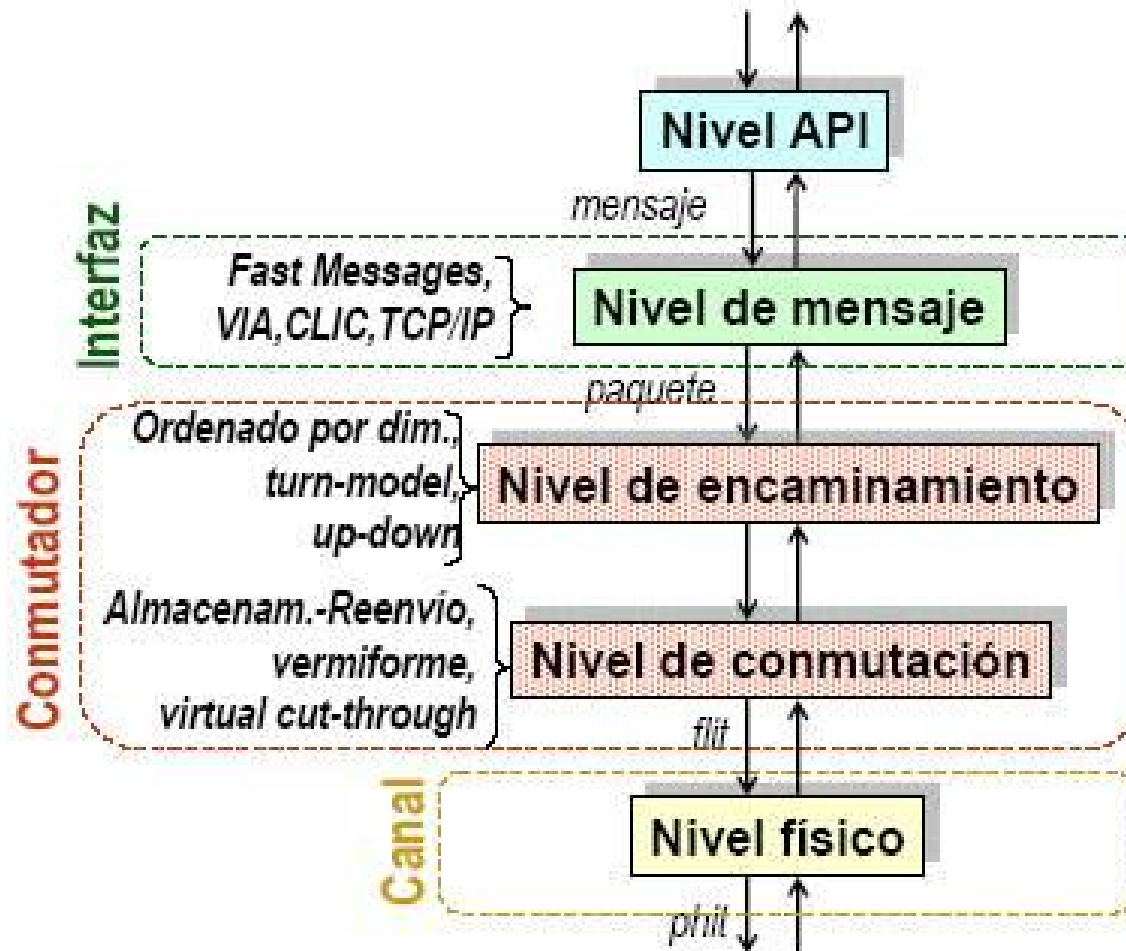 Nivel API
mensaje
Interfaz
Fast Messages,
VIA,CLIC,TCP/IP
Nivel de mensaje
paquete
Conmutador
Ordenado por dim.,
turn-model,
up-down
Nivel de encaminamiento
Almacenam.-Reenvío,
vermiforme,
virtual cut-through
Nivel de conmutación
flit
Canal
Nivel físico
phit